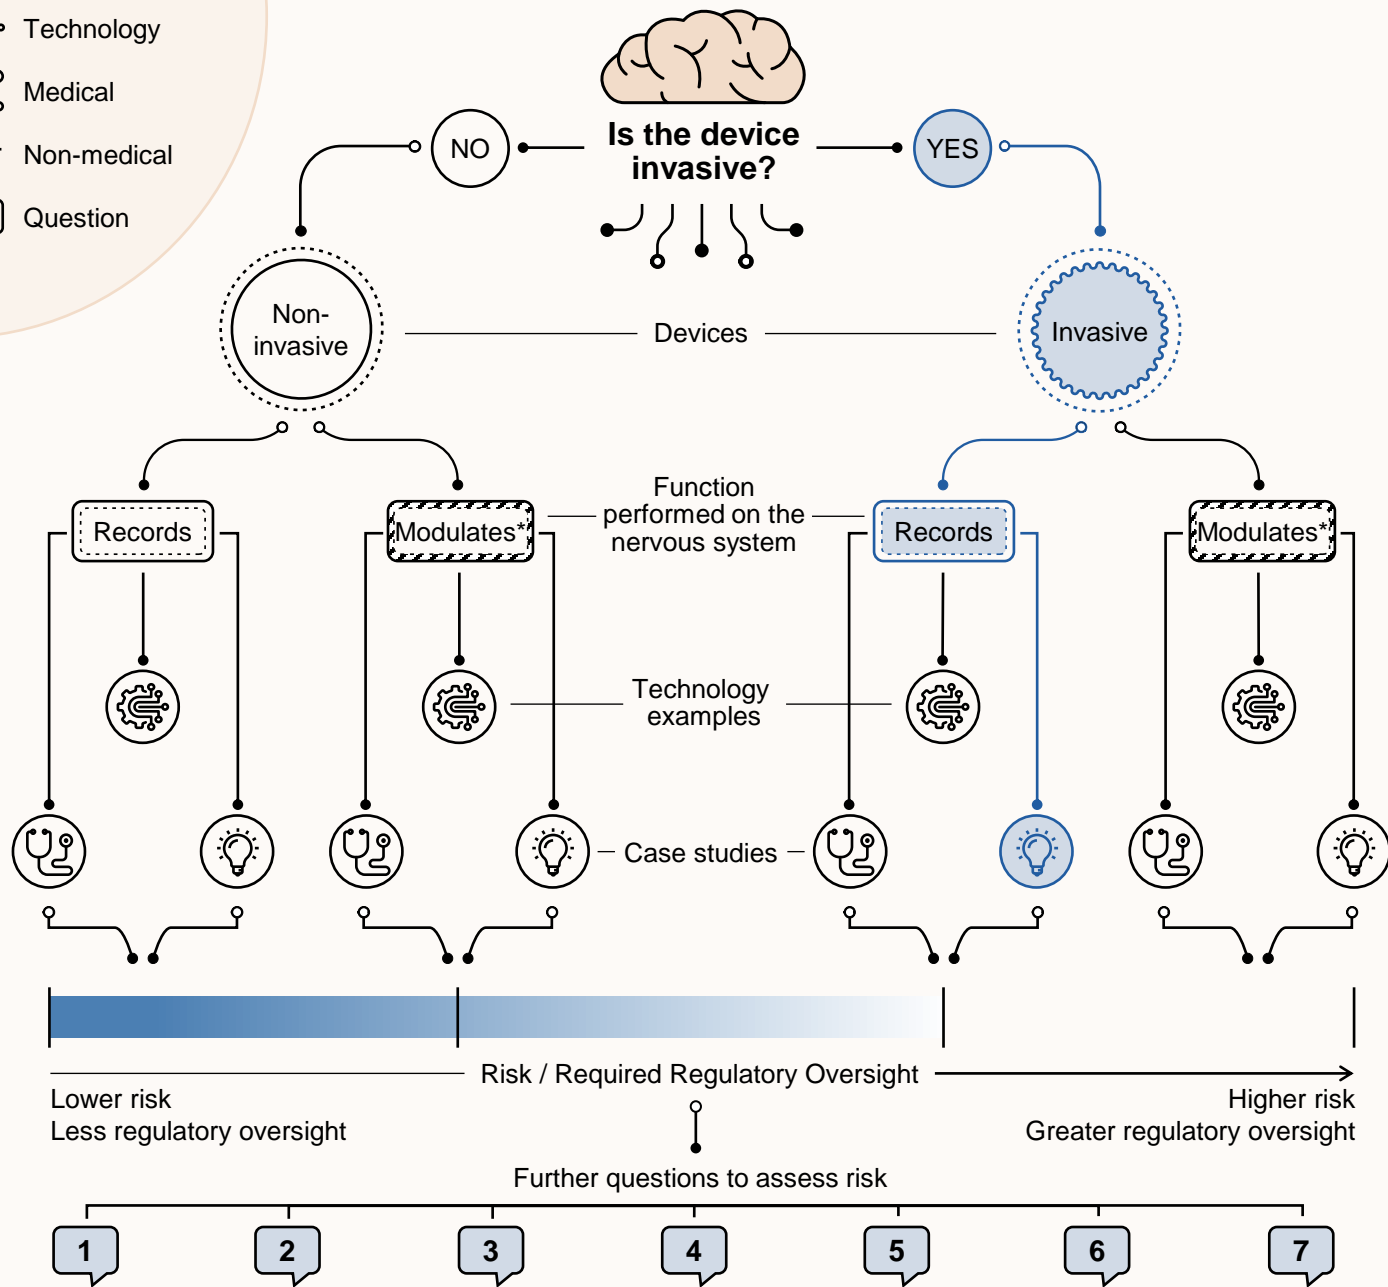 Technology
Medical
Non-medical
Question
Is the device
invasive?
NO
YES
Non-
invasive
Devices
Invasive
Function
performed on the
nervous system
Records
Modulates*
Records
Modulates*
Technology
examples
Case studies
Risk / Required Regulatory Oversight
Lower risk
Less regulatory oversight
Higher risk
Greater regulatory oversight
Further questions to assess risk
1
2
3
4
5
6
7